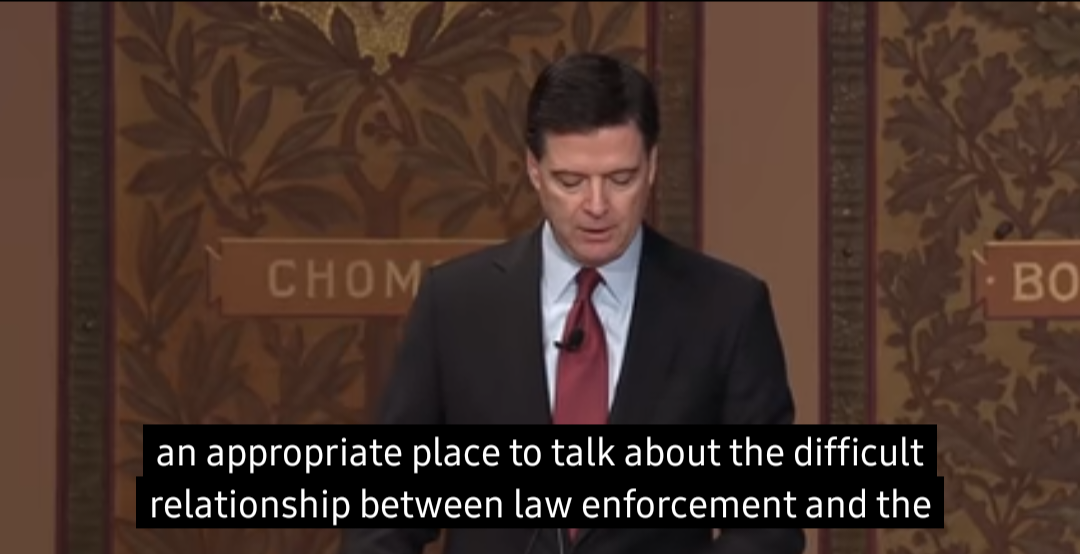 CHOM
BO
an appropriate place to talk about the difficult
relationship between law enforcement and the